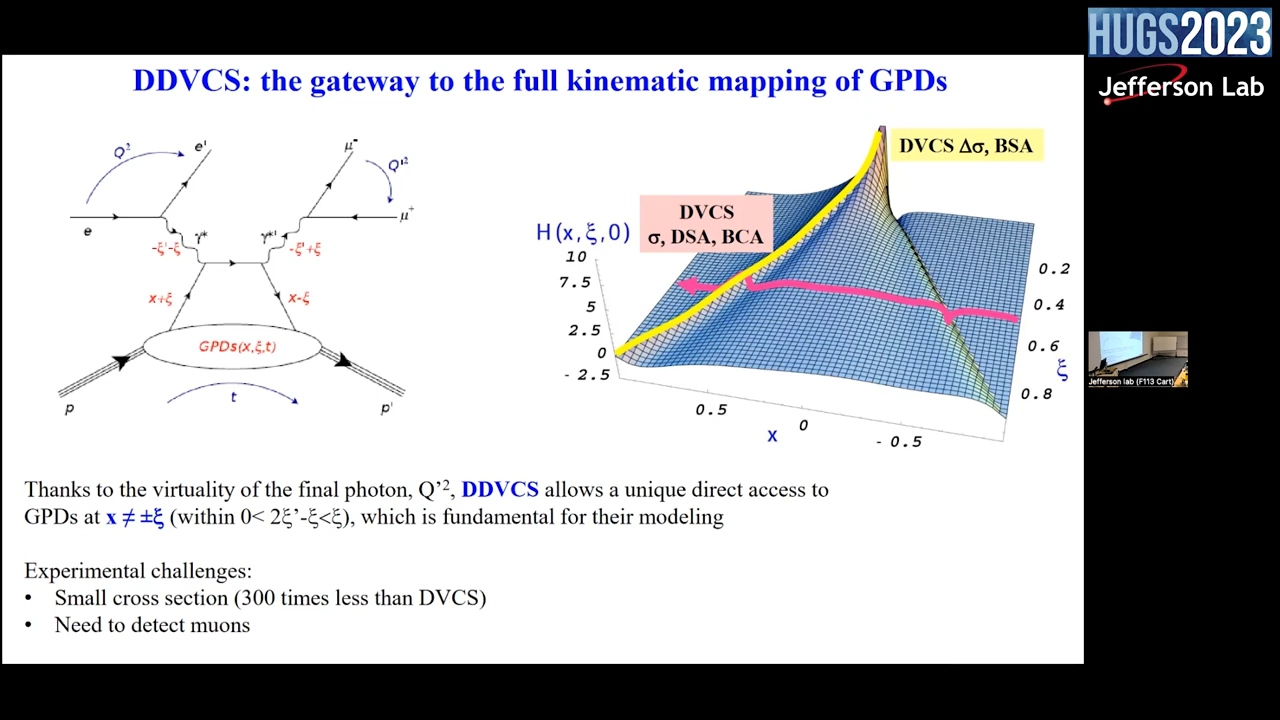 HUGS2023
Jefferson Lab
DDVCS: the gateway to the full kinematic mapping of GPDs
Q²
e'
μ⁻
Q'²
e
μ⁺
γ*
γ*'
-ξ'-ξ
-ξ'+ξ
x+ξ
x-ξ
GPDs(x,ξ,t)
p
t
p'
DVCS Δσ, BSA
DVCS
σ, DSA, BCA
H(x,ξ,0)
10
7.5
5
2.5
0
- 2.5
0.5
0
- 0.5
x
0.2
0.4
0.6
0.8
ξ
Jefferson lab (F113 Cart)
Thanks to the virtuality of the final photon, Q'², DDVCS allows a unique direct access to
GPDs at x ≠ ±ξ (within 0< 2ξ'-ξ<ξ), which is fundamental for their modeling
Experimental challenges:
• Small cross section (300 times less than DVCS)
• Need to detect muons